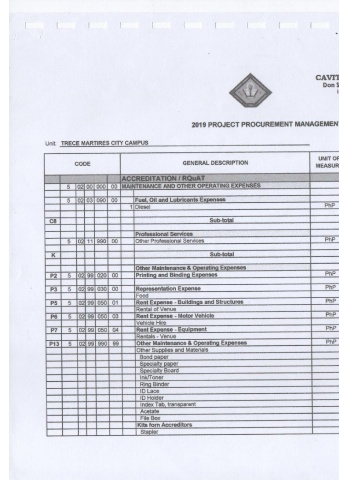 CAVIT
Don S
2019 PROJECT PROCUREMENT MANAGEMEN
Unit TRECE MARTIRES CITY CAMPUS
CODE GENERAL DESCRIPTION UNIT OF MEASUR
ACCREDITATION / RQuAT
5 02 00 000 00 MAINTENANCE AND OTHER OPERATING EXPENSES
5 02 03 090 00 Fuel, Oil and Lubricants Expenses
1 Diesel PhP
C8 Sub-total
Professional Services
5 02 11 990 00 Other Professional Services PhP
K Sub-total
Other Maintenance & Operating Expenses
P2 5 02 99 020 00 Printing and Binding Expenses PhP
P3 5 02 99 030 00 Representation Expense PhP
Food
P5 5 02 99 050 01 Rent Expense - Buildings and Structures PhP
Rental of Venue
P6 5 02 99 050 03 Rent Expense - Motor Vehicle PhP
Vehicle Hire
P7 5 02 99 050 04 Rent Expense - Equipment PhP
Rentals - Venue
P13 5 02 99 990 99 Other Maintenance & Operating Expenses PhP
Other Supplies and Materials
Bond paper
Specialty paper
Specialty Board
Ink/Toner
Ring Binder
ID Lace
ID Holder
Index Tab, transparent
Acetate
File Box
Kits forn Accreditors
Stapler